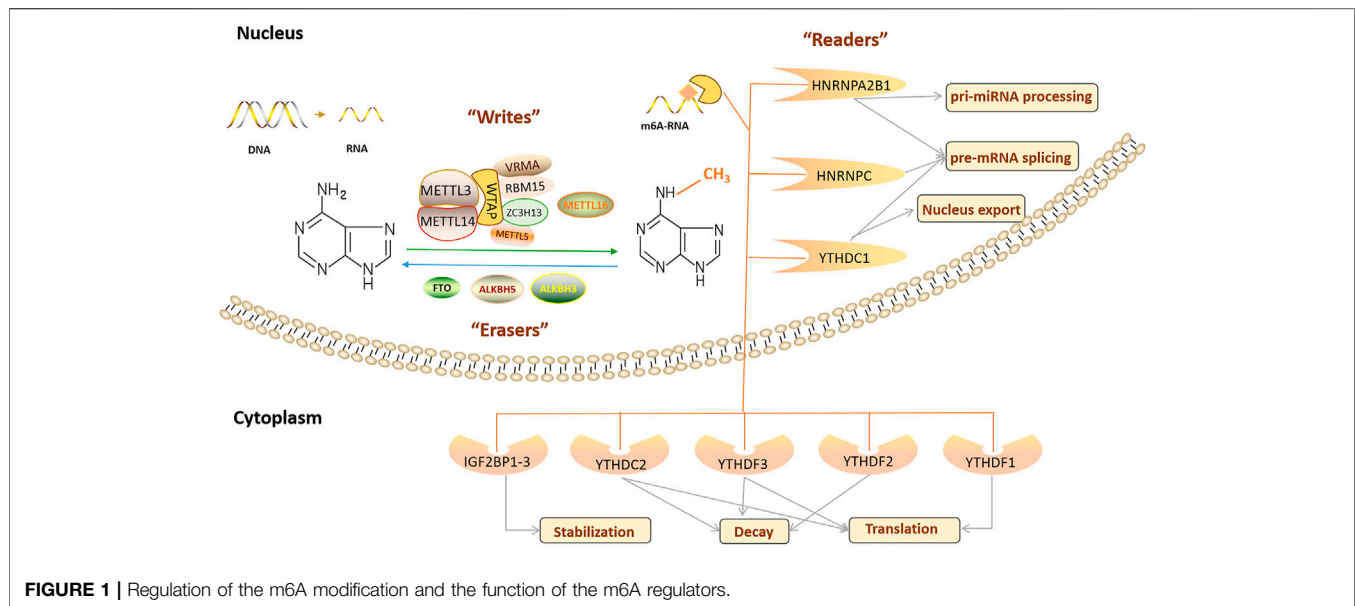 Nucleus
“Readers”
HNRNPA2B1
pri-miRNA processing
“Writes”
m6A-RNA
DNA
RNA
VRMA
pre-mRNA splicing
METTL3
WTAP
RBM15
HNRNPC
CH3
NH2
NH
METTL16
METTL14
ZC3H13
Nucleus export
METTL5
N
N
N
N
N
N
YTHDC1
N
H
N
H
FTO
ALKBH5
ALKBH3
“Erasers”
Cytoplasm
IGF2BP1-3
YTHDC2
YTHDF3
YTHDF2
YTHDF1
Stabilization
Decay
Translation
FIGURE 1 | Regulation of the m6A modification and the function of the m6A regulators.